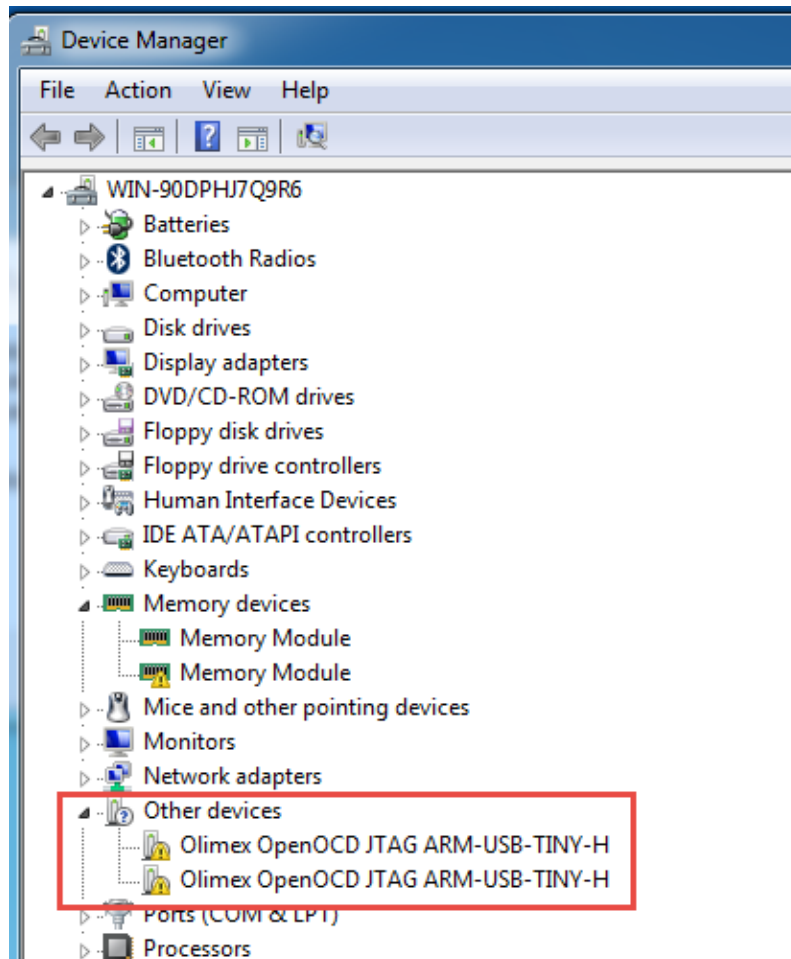 Device Manager
File Action View Help
WIN-90DPHJ7Q9R6
Batteries
Bluetooth Radios
Computer
Disk drives
Display adapters
DVD/CD-ROM drives
Floppy disk drives
Floppy drive controllers
Human Interface Devices
IDE ATA/ATAPI controllers
Keyboards
Memory devices
Memory Module
Memory Module
Mice and other pointing devices
Monitors
Network adapters
Other devices
Olimex OpenOCD JTAG ARM-USB-TINY-H
Olimex OpenOCD JTAG ARM-USB-TINY-H
Ports (COM & LPT)
Processors